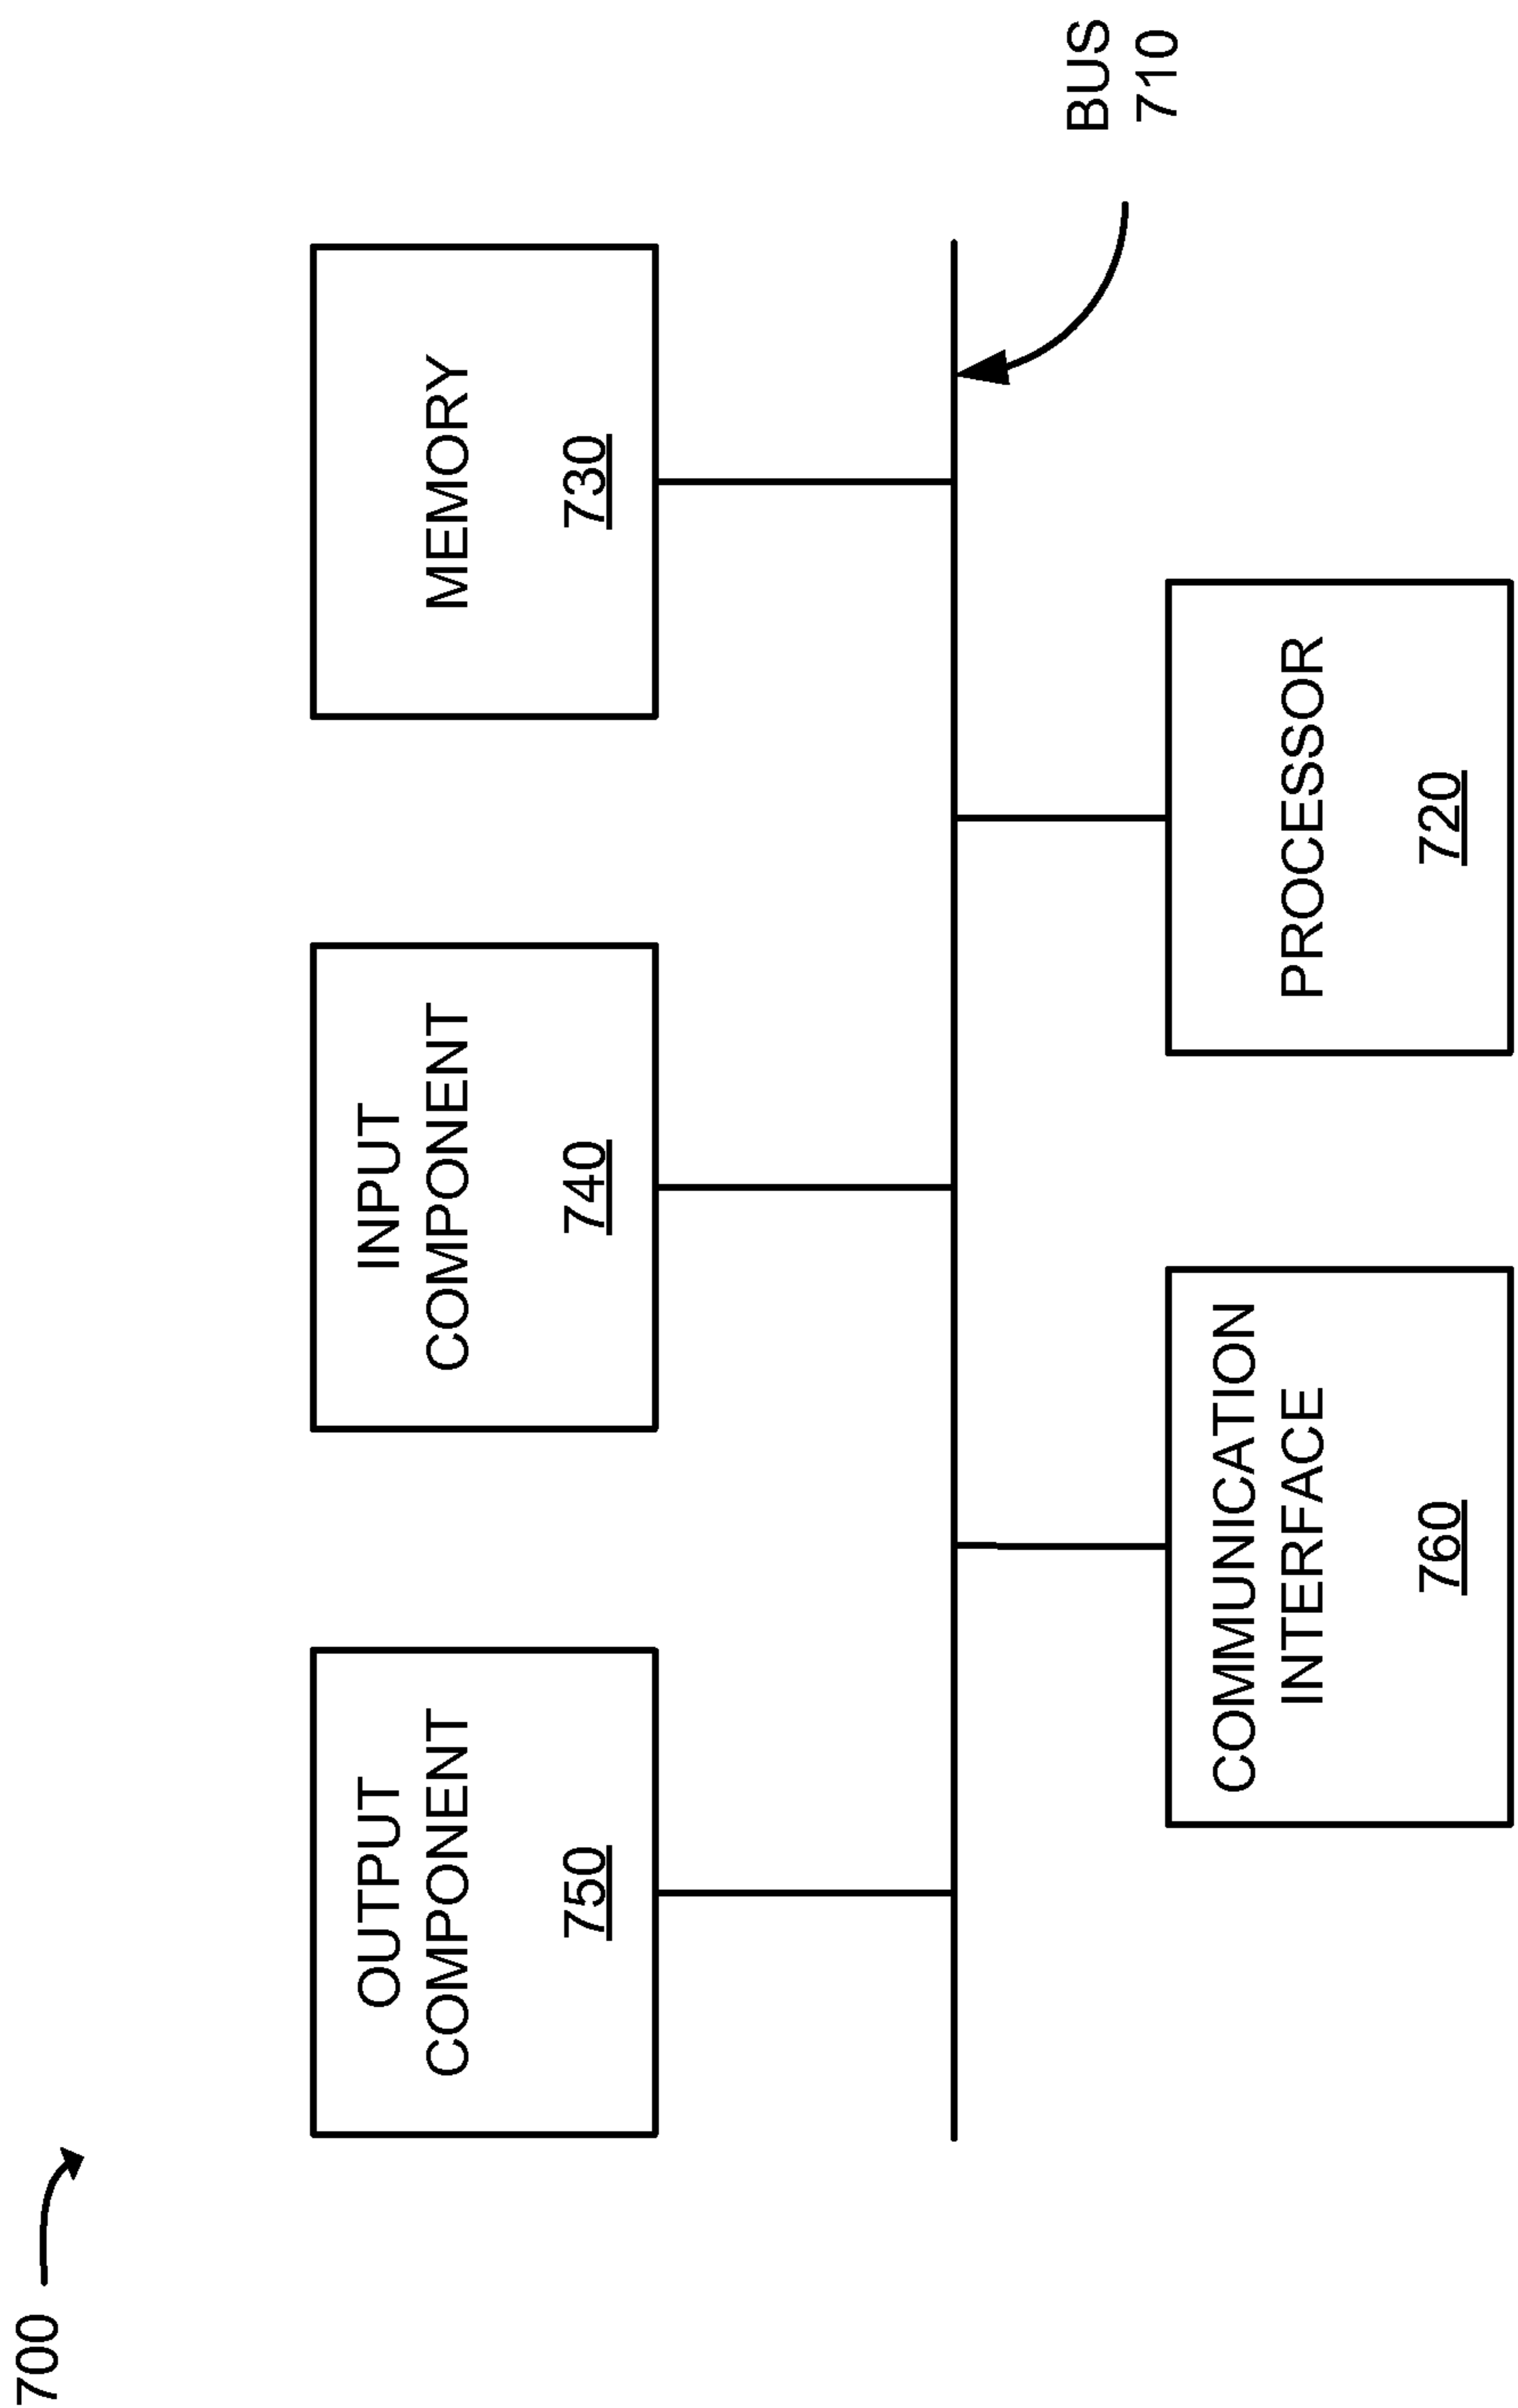 700
OUTPUT
COMPONENT
750
INPUT
COMPONENT
740
MEMORY
730
BUS
710
COMMUNICATION
INTERFACE
760
PROCESSOR
720